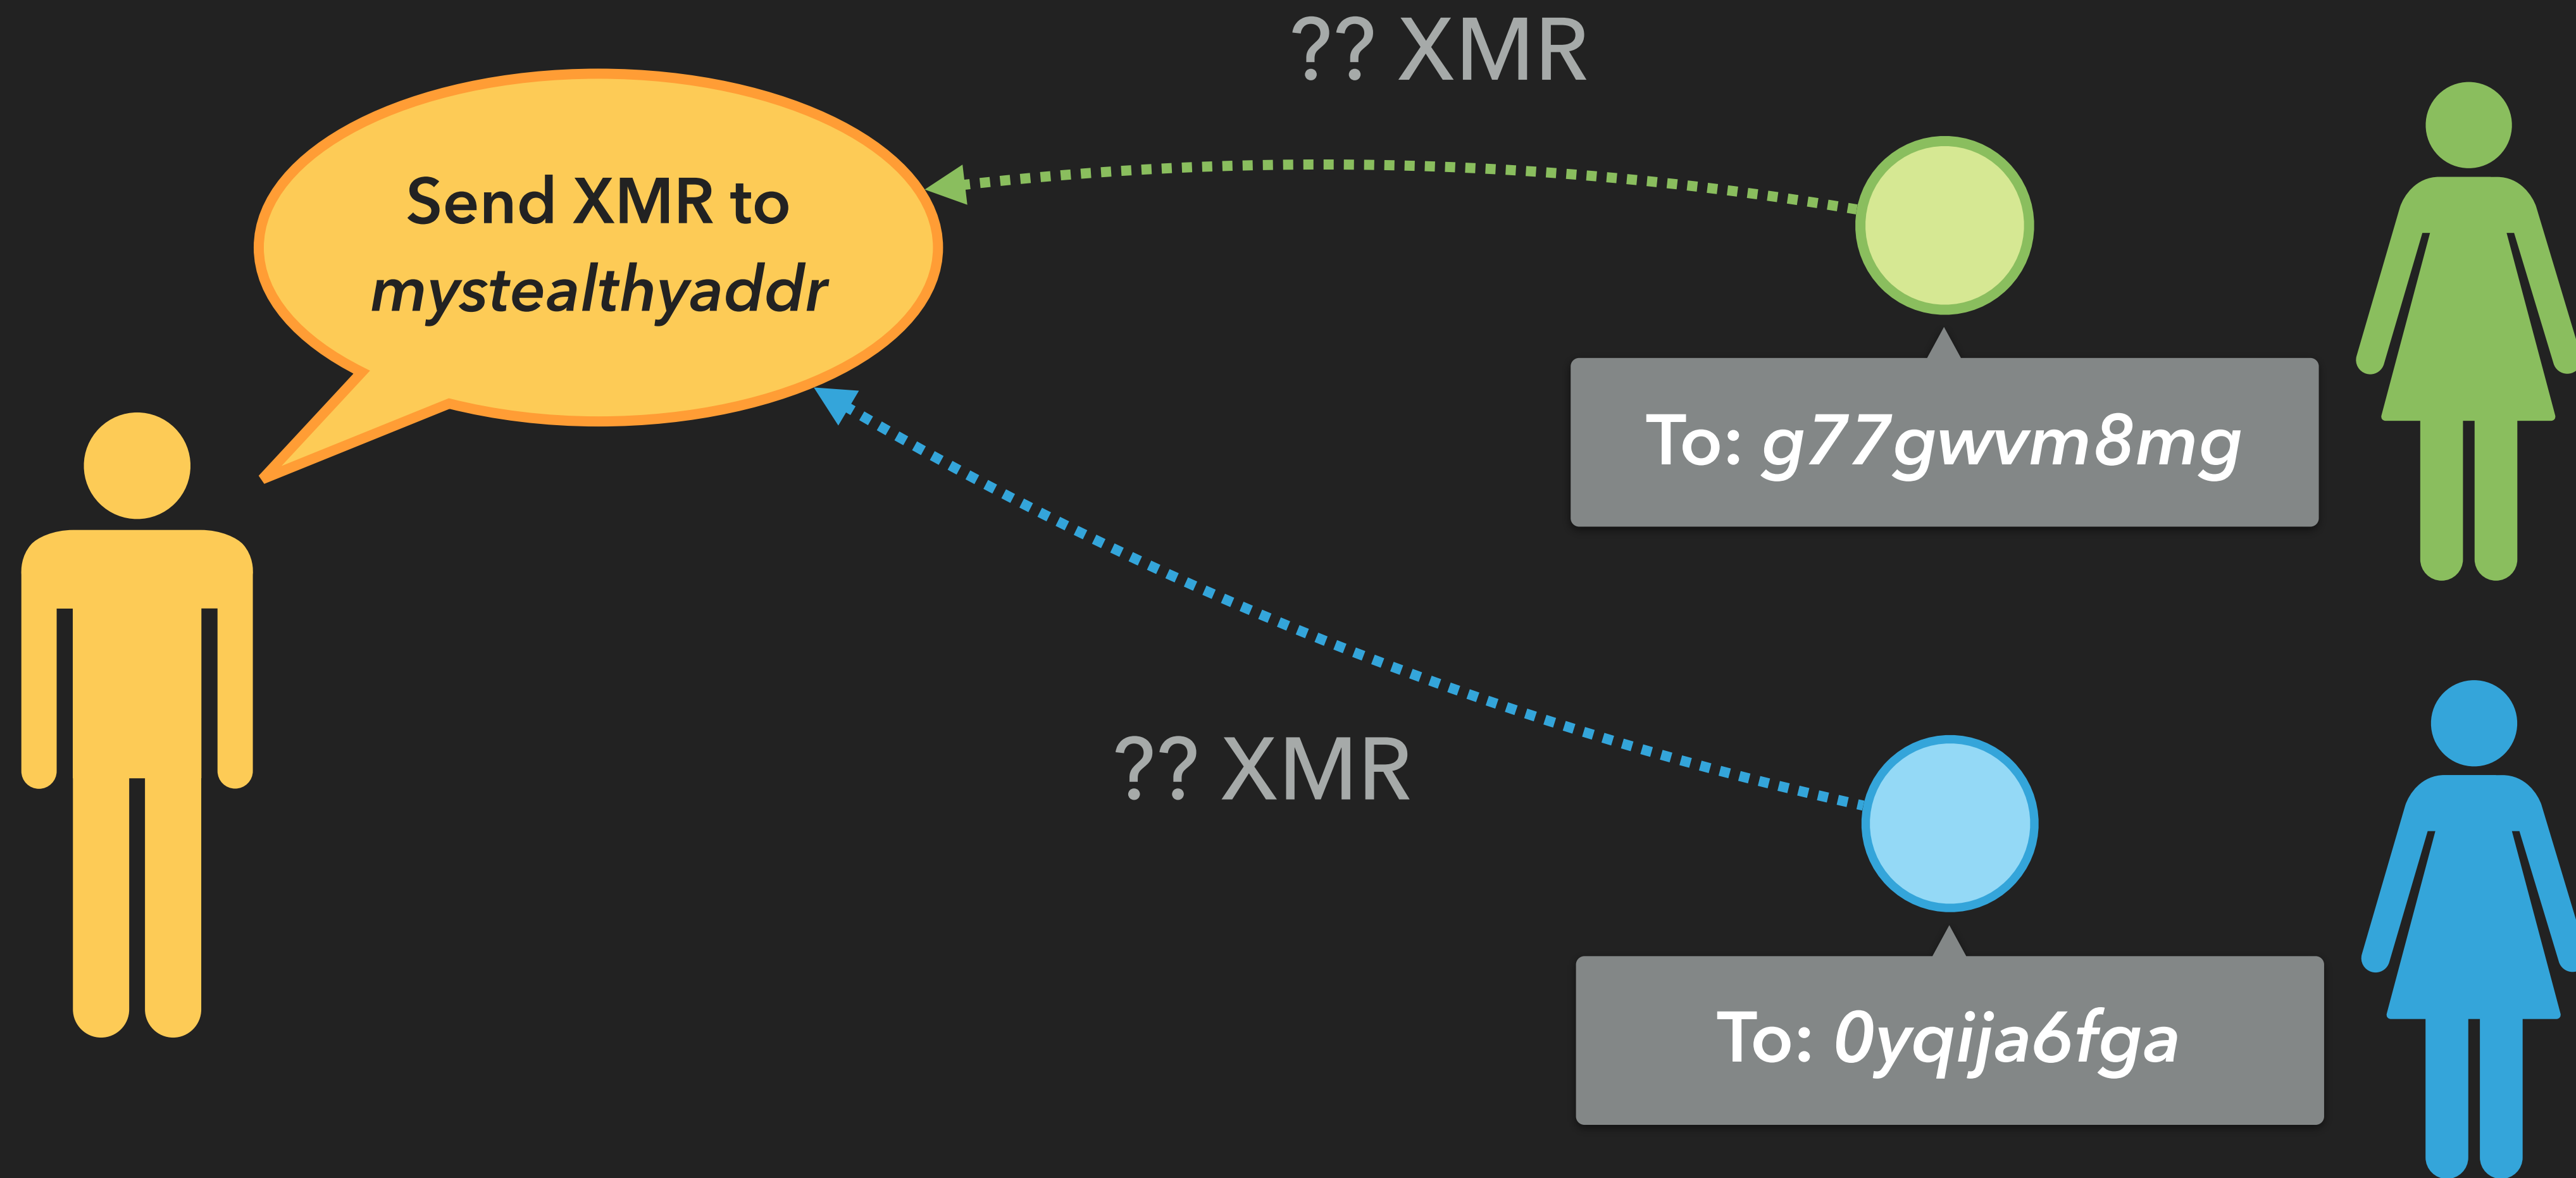 ?? XMR
Send XMR to
mystealthyaddr
To: g77gwvm8mg
?? XMR
To: 0yqija6fga